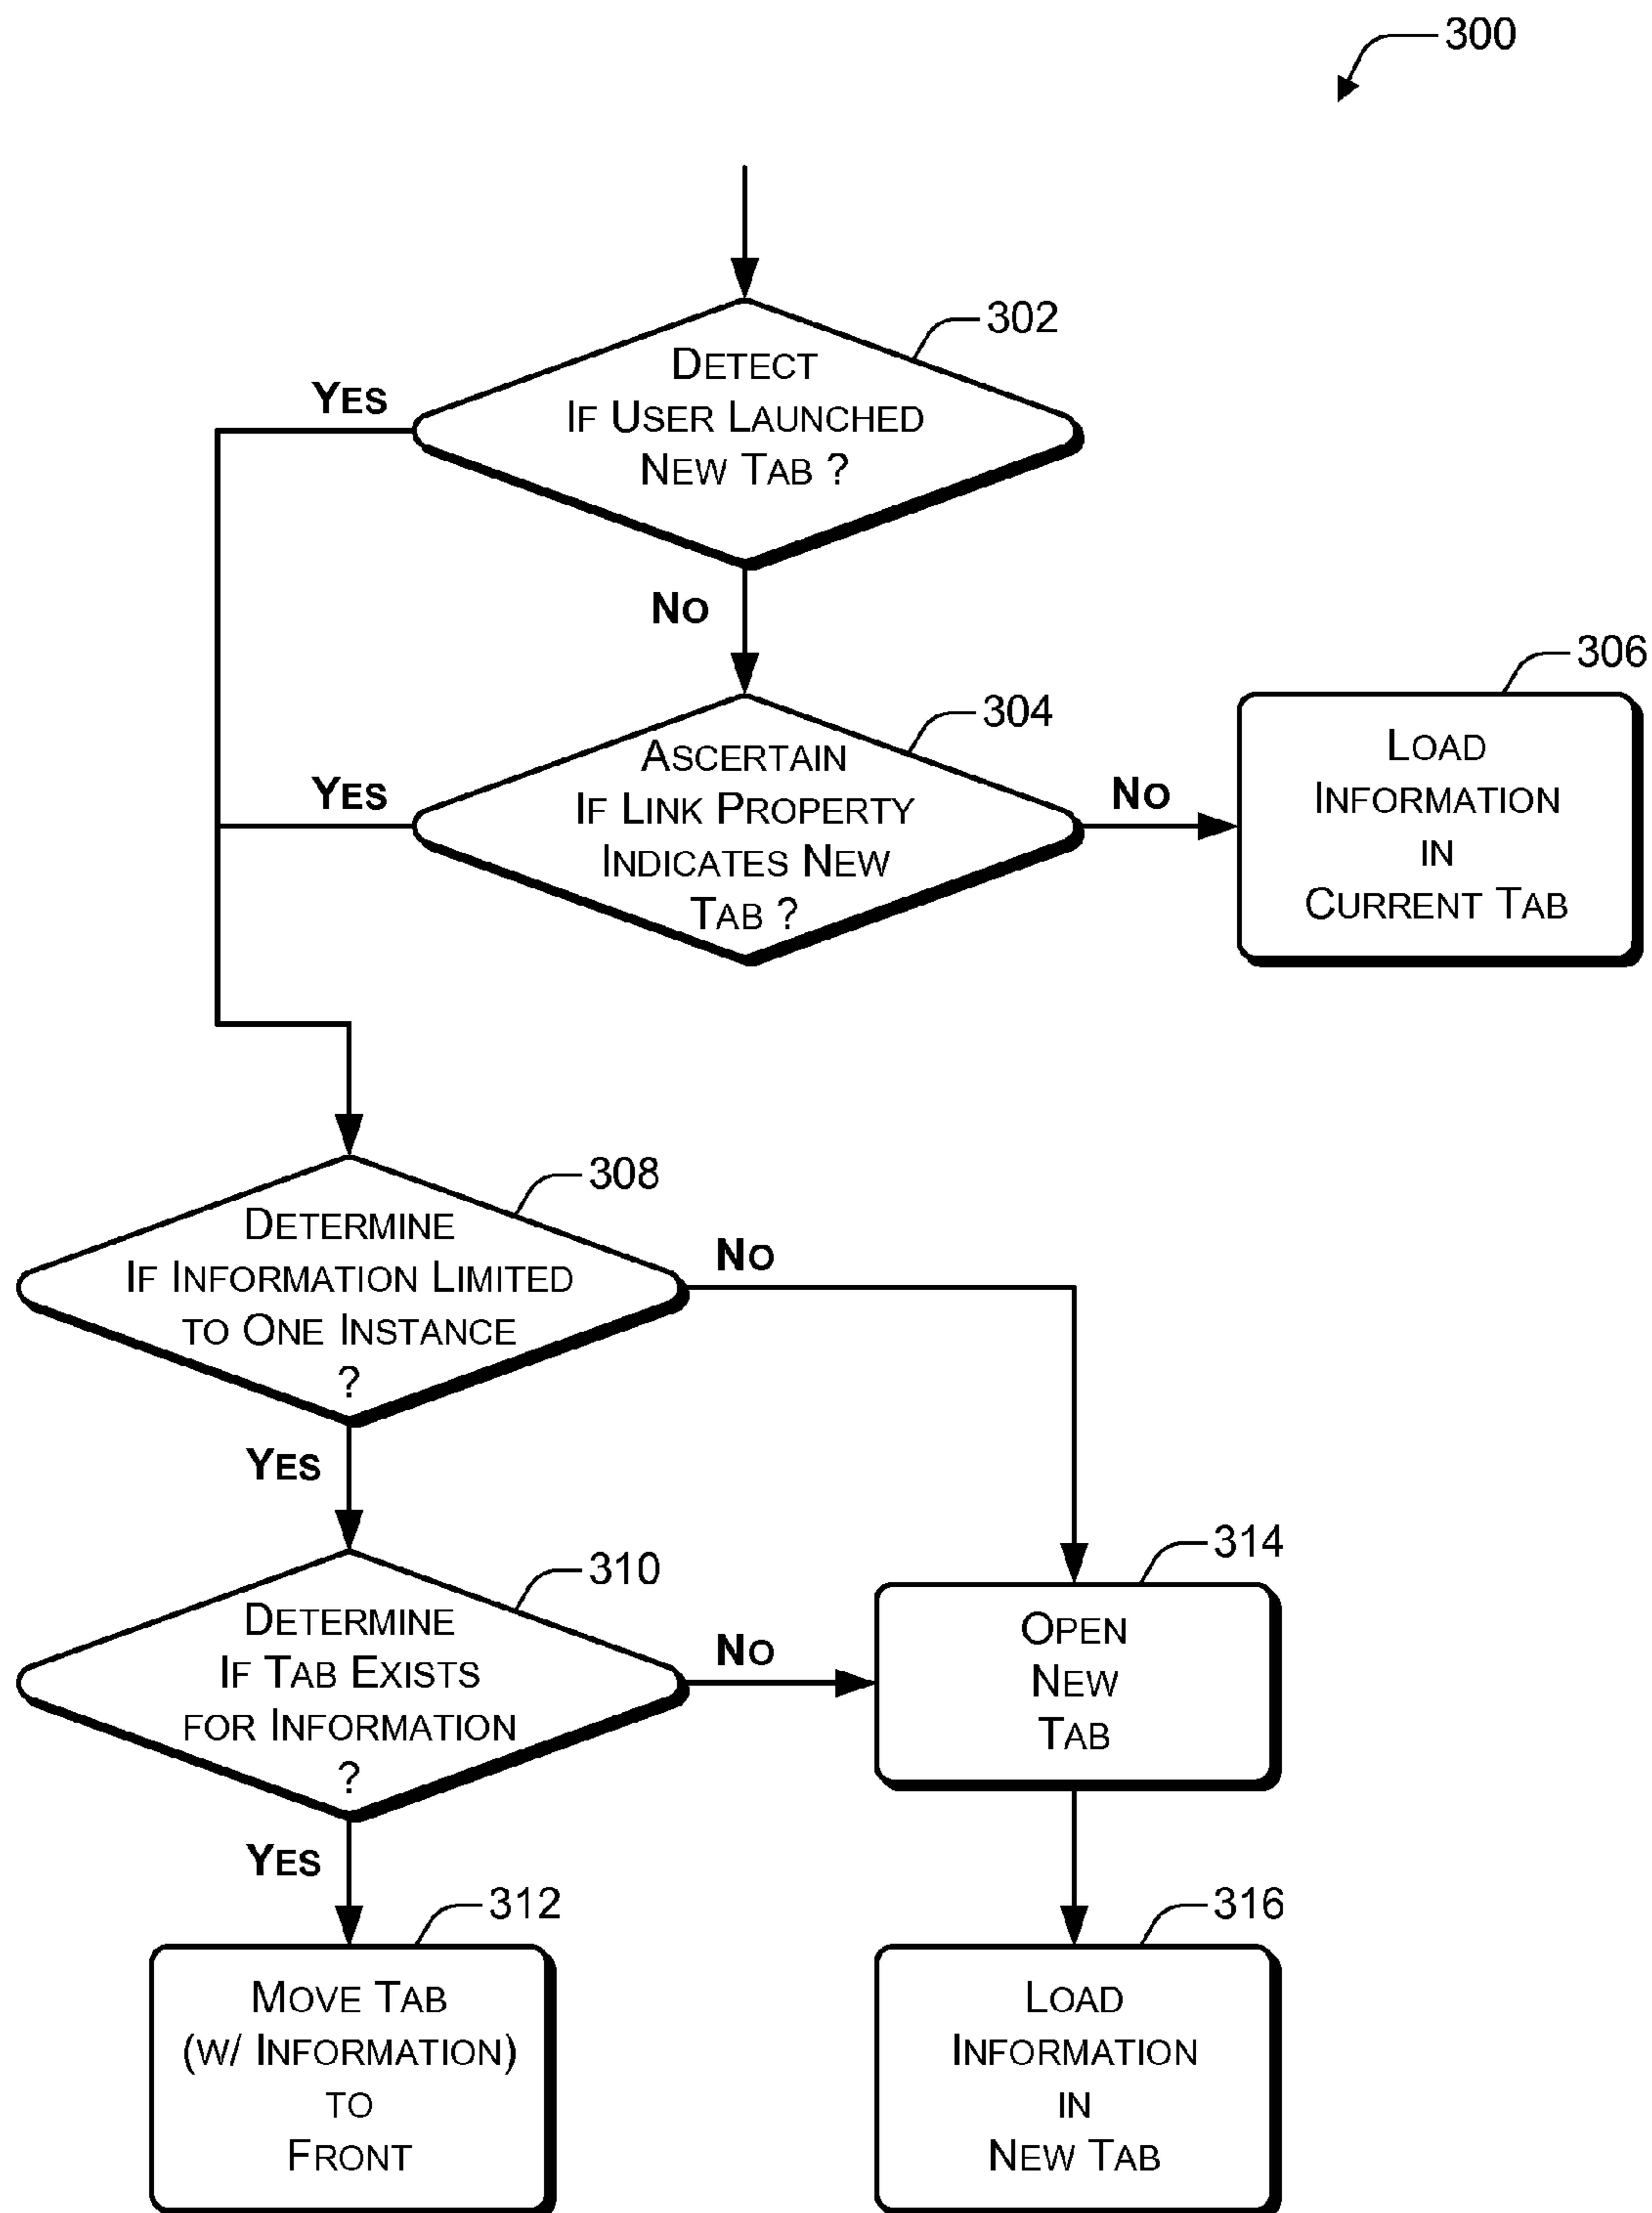 300
302
DETECT
IF USER LAUNCHED
NEW TAB ?
YES
NO
304
ASCERTAIN
IF LINK PROPERTY
INDICATES NEW
TAB ?
YES
NO
306
LOAD
INFORMATION
IN
CURRENT TAB
308
DETERMINE
IF INFORMATION LIMITED
TO ONE INSTANCE
?
NO
YES
310
DETERMINE
IF TAB EXISTS
FOR INFORMATION
?
NO
YES
314
OPEN
NEW
TAB
312
MOVE TAB
(W/ INFORMATION)
TO
FRONT
316
LOAD
INFORMATION
IN
NEW TAB